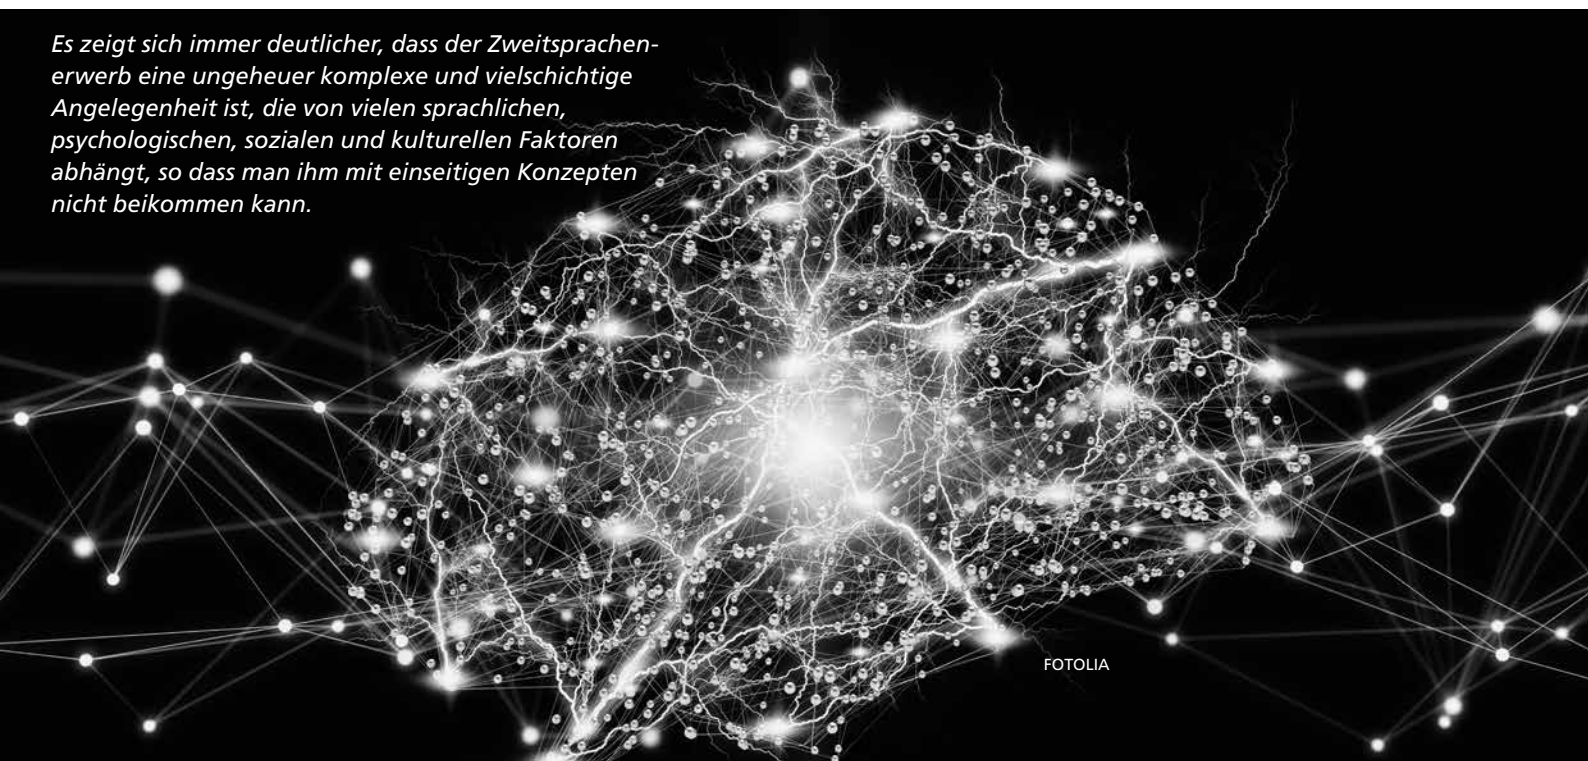 Es zeigt sich immer deutlicher, dass der Zweitsprachen-
erwerb eine ungeheuer komplexe und vielschichtige
Angelegenheit ist, die von vielen sprachlichen,
psychologischen, sozialen und kulturellen Faktoren
abhängt, so dass man ihm mit einseitigen Konzepten
nicht beikommen kann.
FOTOLIA